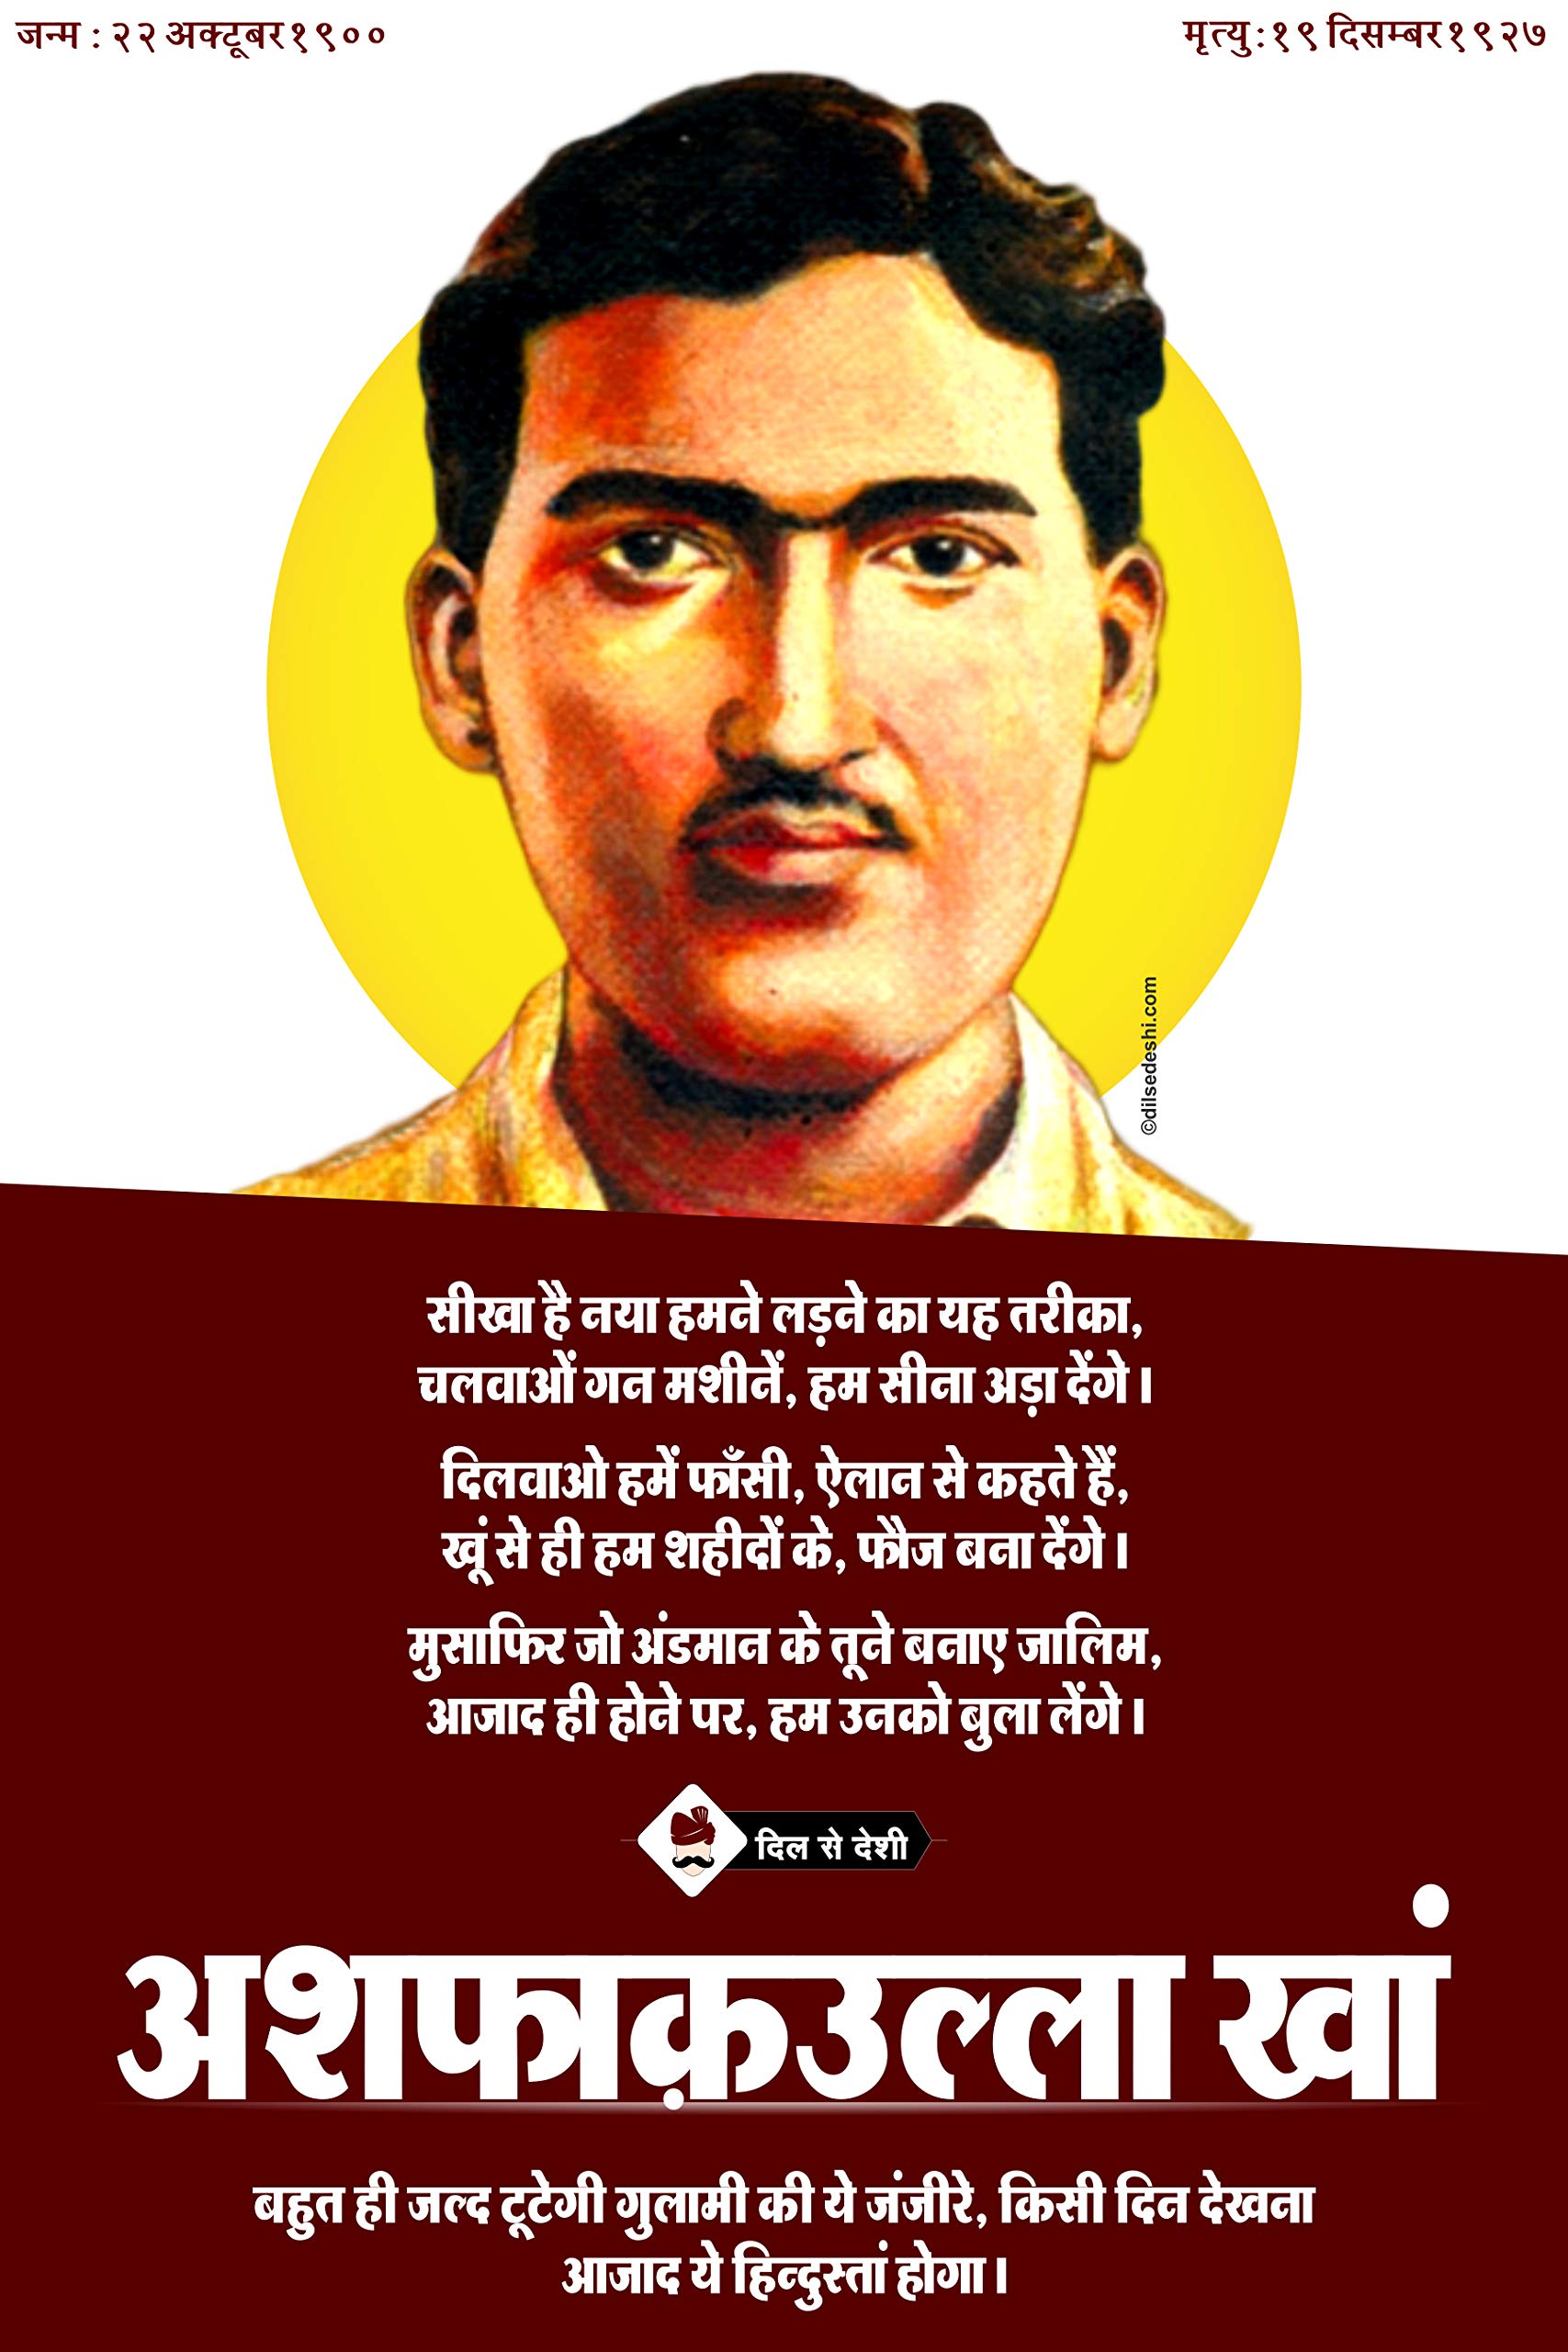 जन्म : २२ अक्टूबर १९००
मृत्यु : १९ दिसम्बर १९२७
©dilsedeshi.com
सीखा है नया हमने लड़ने का यह तरीका,
चलवाओं गन मशीनें, हम सीना अड़ा देंगे।
दिलवाओ हमें फाँसी, ऐलान से कहते हैं,
खूं से ही हम शहीदों के, फौज बना देंगे।
मुसाफिर जो अंडमान के तूने बनाए जालिम,
आजाद ही होने पर, हम उनको बुला लेंगे।
दिल से देशी
अशफाक़उल्ला खां
बहुत ही जल्द टूटेगी गुलामी की ये जंजीरे, किसी दिन देखना
आजाद ये हिन्दुस्तां होगा।